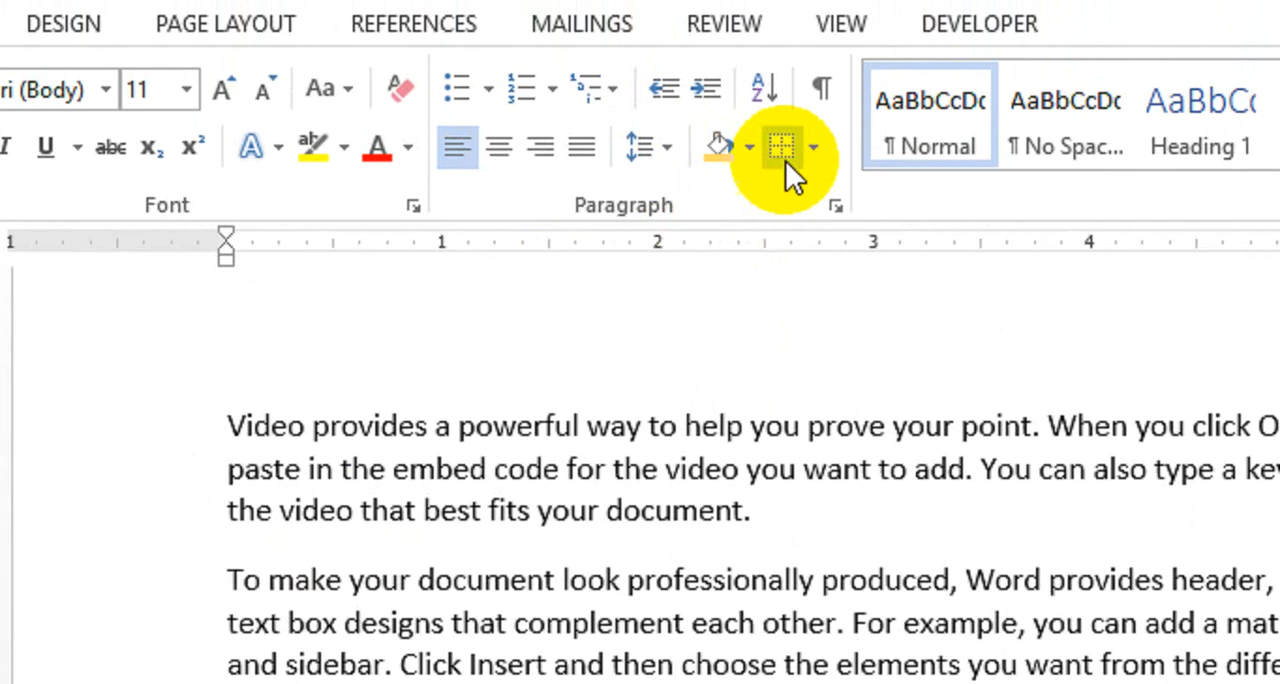 DESIGN PAGE LAYOUT REFERENCES MAILINGS REVIEW VIEW DEVELOPER
ri (Body) 11 Aa AaBbCcDc AaBbCcDc AaBbCc
I U abc x₂ x² A ab A ¶ Normal ¶ No Spac... Heading 1
Font Paragraph
1 1 2 3 4
Video provides a powerful way to help you prove your point. When you click O
paste in the embed code for the video you want to add. You can also type a key
the video that best fits your document.
To make your document look professionally produced, Word provides header,
text box designs that complement each other. For example, you can add a mat
and sidebar. Click Insert and then choose the elements you want from the diffe